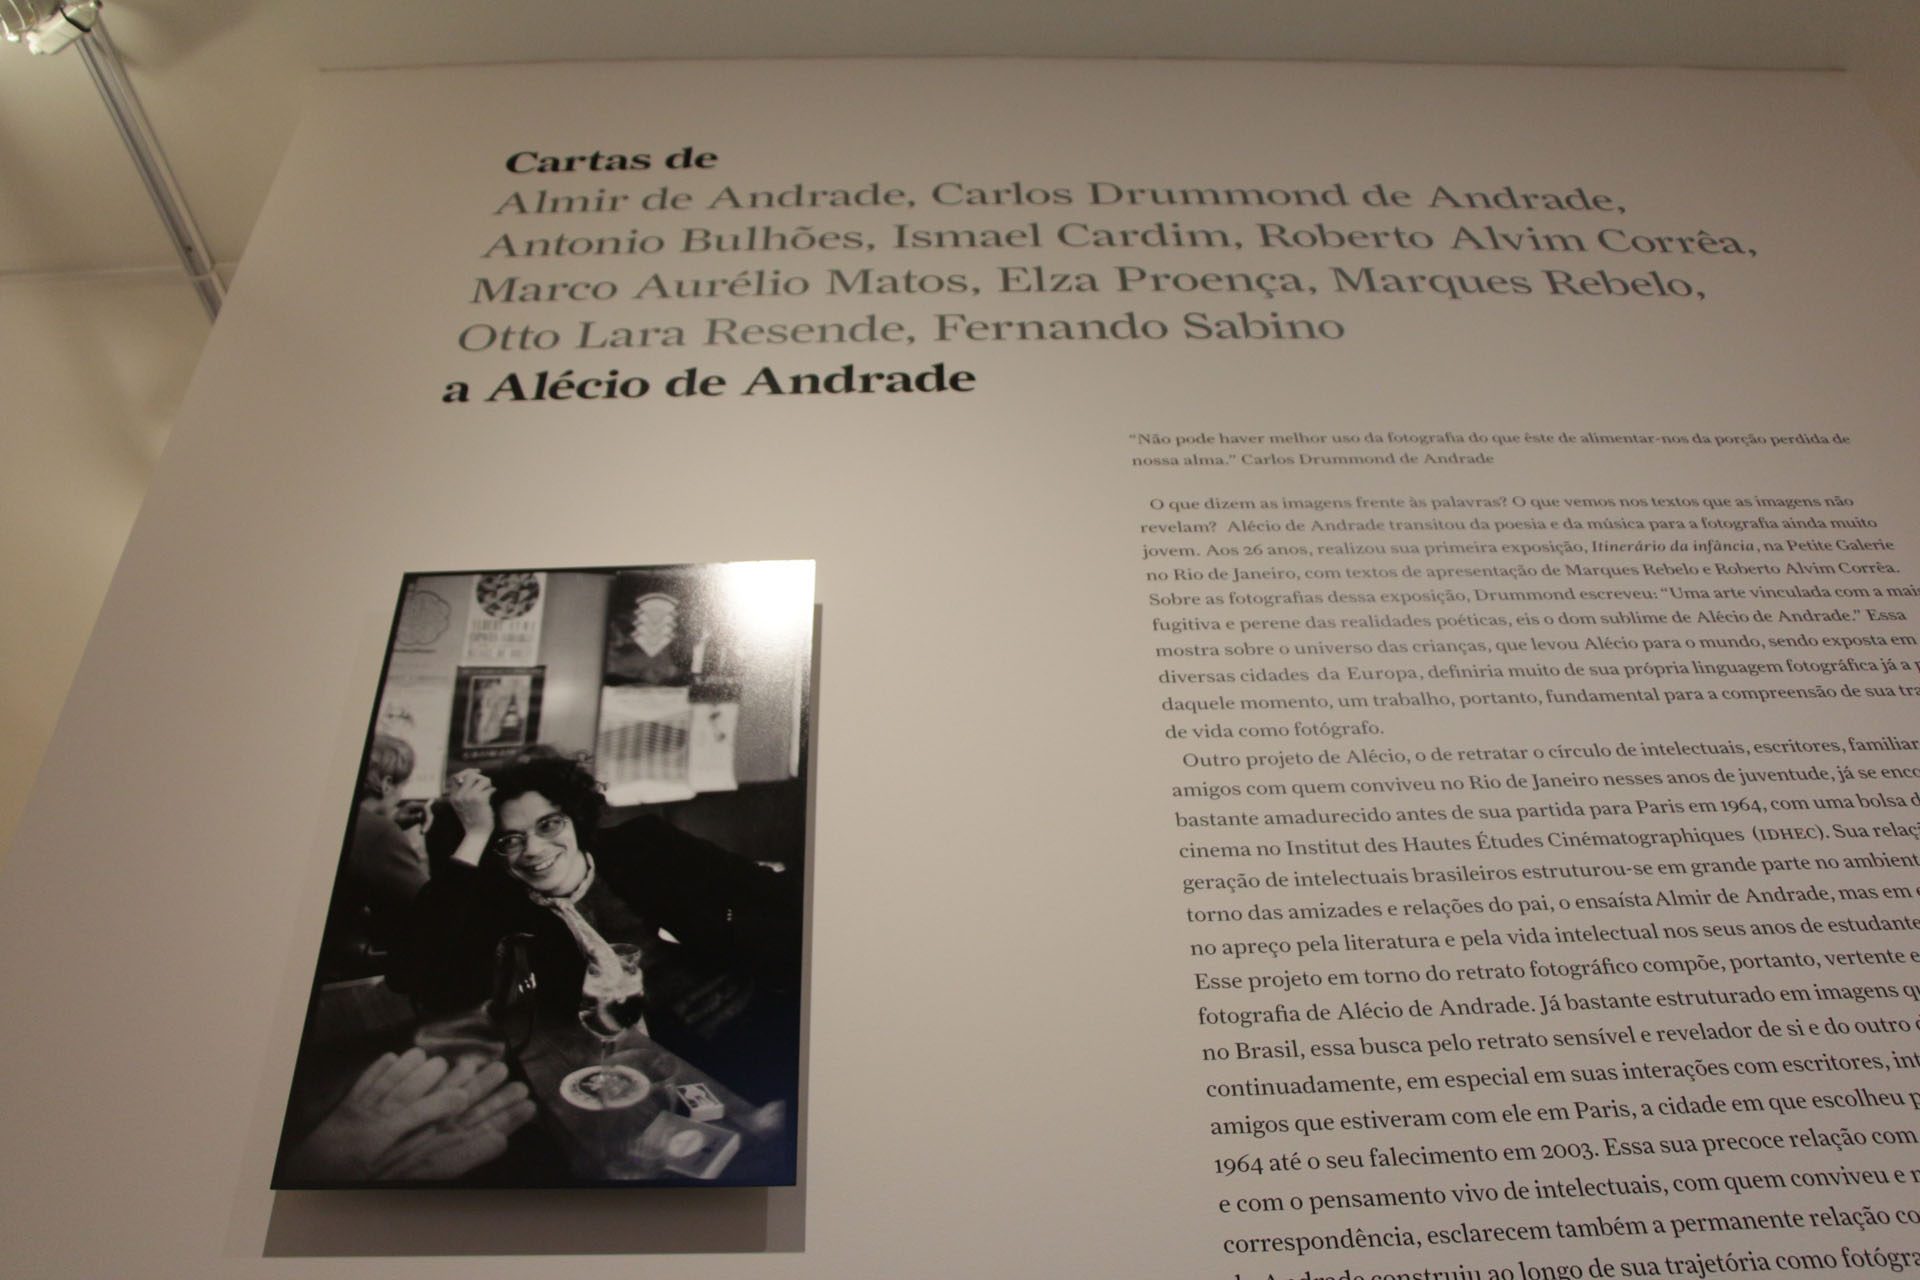 Cartas de
Almir de Andrade, Carlos Drummond de Andrade,
Antonio Bulhões, Ismael Cardim, Roberto Alvim Corrêa,
Marco Aurélio Matos, Elza Proença, Marques Rebelo,
Otto Lara Resende, Fernando Sabino
a Alécio de Andrade
“Não pode haver melhor uso da fotografia do que êste de alimentar-nos da porção perdida de
nossa alma.” Carlos Drummond de Andrade
O que dizem as imagens frente às palavras? O que vemos nos textos que as imagens não
revelam? Alécio de Andrade transitou da poesia e da música para a fotografia ainda muito
jovem. Aos 26 anos, realizou sua primeira exposição, Itinerário da infância, na Petite Galerie
no Rio de Janeiro, com textos de apresentação de Marques Rebelo e Roberto Alvim Corrêa.
Sobre as fotografias dessa exposição, Drummond escreveu: “Uma arte vinculada com a mais
fugitiva e perene das realidades poéticas, eis o dom sublime de Alécio de Andrade.” Essa
mostra sobre o universo das crianças, que levou Alécio para o mundo, sendo exposta em
diversas cidades da Europa, definiria muito de sua própria linguagem fotográfica já a
daquele momento, um trabalho, portanto, fundamental para a compreensão de sua
de vida como fotógrafo.
Outro projeto de Alécio, o de retratar o círculo de intelectuais, escritores,
amigos com quem conviveu no Rio de Janeiro nesses anos de juventude, já se
bastante amadurecido antes de sua partida para Paris em 1964, com uma bolsa
cinema no Institut des Hautes Études Cinématographiques (IDHEC). Sua
geração de intelectuais brasileiros estruturou-se em grande parte no
torno das amizades e relações do pai, o ensaísta Almir de Andrade, mas em
no apreço pela literatura e pela vida intelectual nos seus anos de estudante
Esse projeto em torno do retrato fotográfico compõe, portanto, vertente
fotografia de Alécio de Andrade. Já bastante estruturado em imagens
no Brasil, essa busca pelo retrato sensível e revelador de si e do outro
continuadamente, em especial em suas interações com escritores,
amigos que estiveram com ele em Paris, a cidade em que escolheu
1964 até o seu falecimento em 2003. Essa sua precoce relação com
e com o pensamento vivo de intelectuais, com quem conviveu e
correspondência, esclarecem também a permanente relação
Andrade construiu ao longo de sua trajetória como